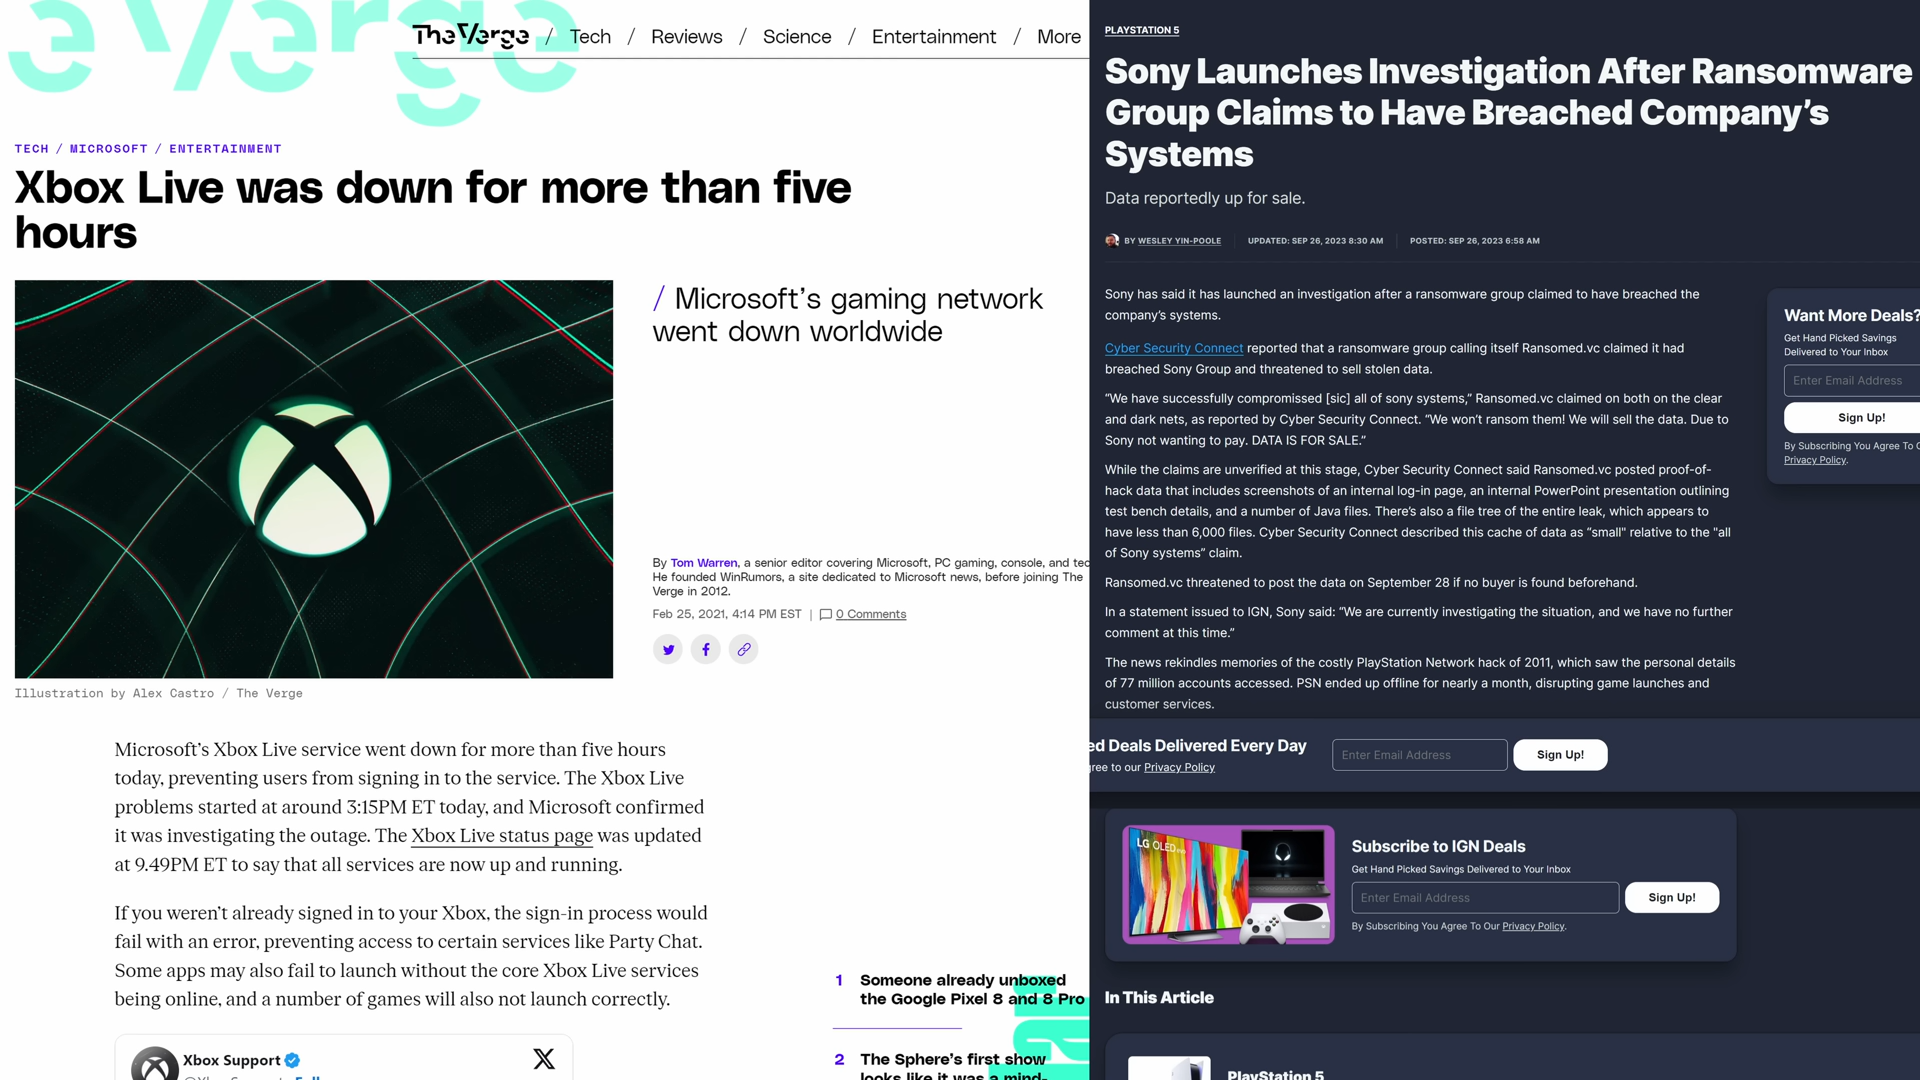 eVerge
TheVerge / Tech / Reviews / Science / Entertainment / More
TECH / MICROSOFT / ENTERTAINMENT
Xbox Live was down for more than five
hours
/ Microsoft's gaming network
went down worldwide
By Tom Warren, a senior editor covering Microsoft, PC gaming, console, and
He founded WinRumors, a site dedicated to Microsoft news, before joining The
Verge in 2012.
Feb 25, 2021, 4:14 PM EST | 0 Comments
Illustration by Alex Castro / The Verge
Microsoft's Xbox Live service went down for more than five hours
today, preventing users from signing in to the service. The Xbox Live
problems started at around 3:15PM ET today, and Microsoft confirmed
it was investigating the outage. The Xbox Live status page was updated
at 9.49PM ET to say that all services are now up and running.
If you weren't already signed in to your Xbox, the sign-in process would
fail with an error, preventing access to certain services like Party Chat.
Some apps may also fail to launch without the core Xbox Live services
being online, and a number of games will also not launch correctly.
Xbox Support
1 Someone already unboxed
the Google Pixel 8 and 8 Pro
2 The Sphere's first show
looks like it was a mind-
PLAYSTATION 5
Sony Launches Investigation After Ransomware
Group Claims to Have Breached Company's
Systems
Data reportedly up for sale.
BY WESLEY YIN-POOLE UPDATED: SEP 26, 2023 8:30 AM POSTED: SEP 26, 2023 6:58 AM
Sony has said it has launched an investigation after a ransomware group claimed to have breached the
company's systems.
Cyber Security Connect reported that a ransomware group calling itself Ransomed.vc claimed it had
breached Sony Group and threatened to sell stolen data.
"We have successfully compromissed [sic] all of sony systems," Ransomed.vc claimed on both on the clear
and dark nets, as reported by Cyber Security Connect. "We won't ransom them! We will sell the data. Due to
Sony not wanting to pay. DATA IS FOR SALE."
While the claims are unverified at this stage, Cyber Security Connect said Ransomed.vc posted proof-of-
hack data that includes screenshots of an internal log-in page, an internal PowerPoint presentation outlining
test bench details, and a number of Java files. There's also a file tree of the entire leak, which appears to
have less than 6,000 files. Cyber Security Connect described this cache of data as "small" relative to the "all
of Sony systems" claim.
Ransomed.vc threatened to post the data on September 28 if no buyer is found beforehand.
In a statement issued to IGN, Sony said: "We are currently investigating the situation, and we have no further
comment at this time."
The news rekindles memories of the costly PlayStation Network hack of 2011, which saw the personal details
of 77 million accounts accessed. PSN ended up offline for nearly a month, disrupting game launches and
customer services.
Want More Deals?
Get Hand Picked Savings
Delivered to Your Inbox
Enter Email Address
Sign Up!
By Subscribing You Agree To
Privacy Policy.
ed Deals Delivered Every Day
ree to our Privacy Policy
Enter Email Address
Sign Up!
LG OLED evo
Subscribe to IGN Deals
Get Hand Picked Savings Delivered to Your Inbox
Enter Email Address
Sign Up!
By Subscribing You Agree To Our Privacy Policy.
In This Article
PlayStation 5